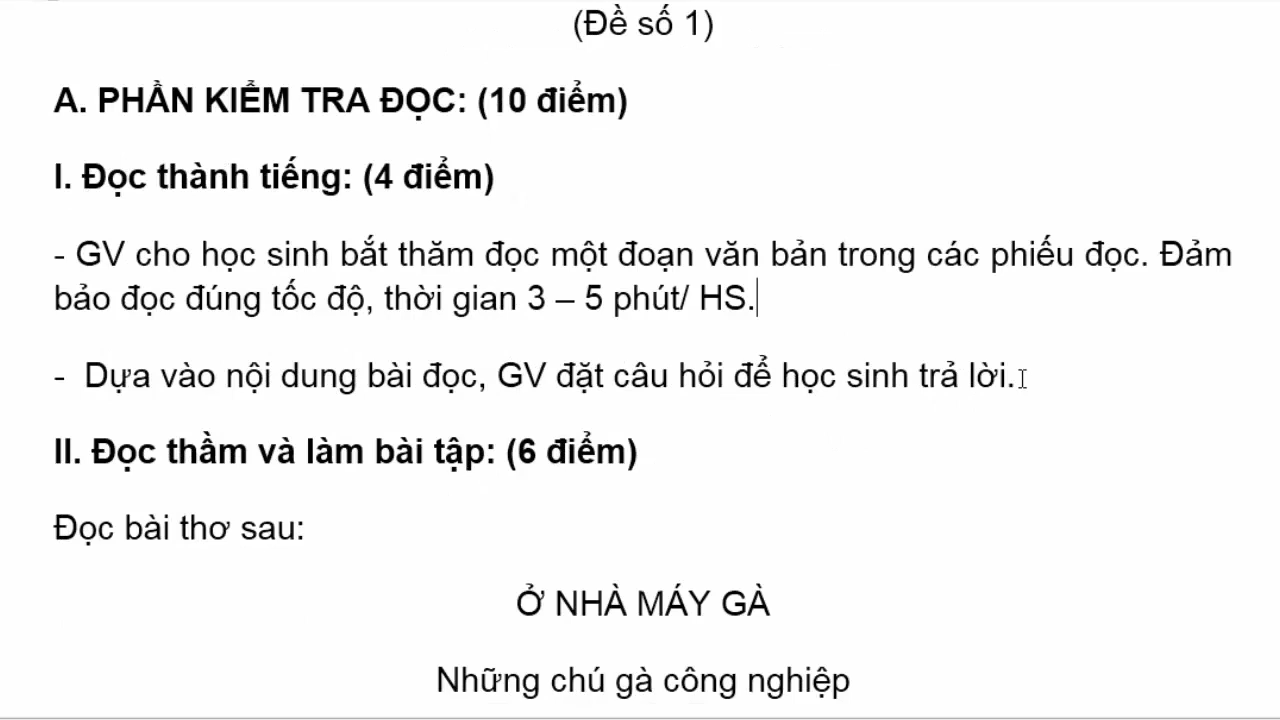 (Đề số 1)
A. PHẦN KIỂM TRA ĐỌC: (10 điểm)
I. Đọc thành tiếng: (4 điểm)
- GV cho học sinh bắt thăm đọc một đoạn văn bản trong các phiếu đọc. Đảm
bảo đọc đúng tốc độ, thời gian 3 – 5 phút/ HS.
- Dựa vào nội dung bài đọc, GV đặt câu hỏi để học sinh trả lời.
II. Đọc thầm và làm bài tập: (6 điểm)
Đọc bài thơ sau:
Ở NHÀ MÁY GÀ
Những chú gà công nghiệp